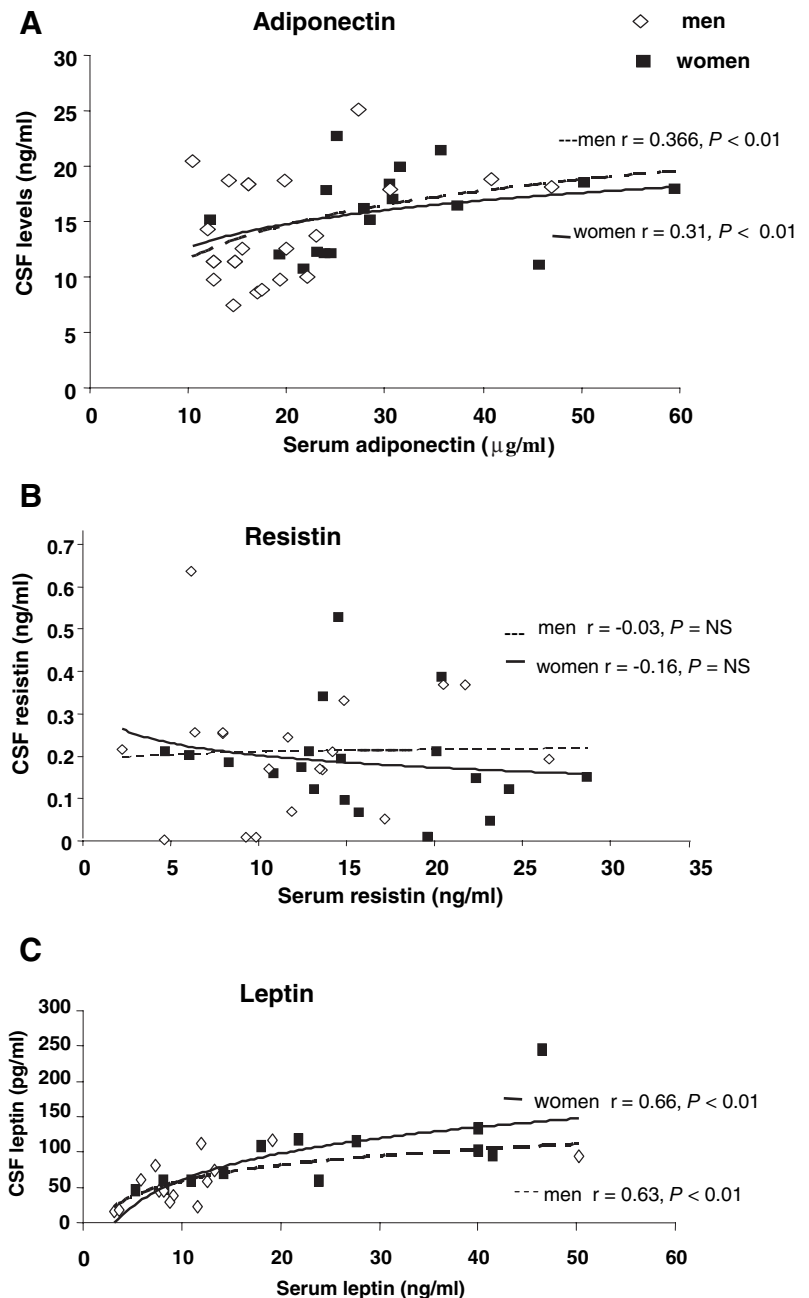 A
Adiponectin
men
women
CSF levels (ng/ml)
30
25
20
15
10
5
0
---men r = 0.366, P < 0.01
women r = 0.31, P < 0.01
0 10 20 30 40 50 60
Serum adiponectin (μg/ml)
B
Resistin
CSF resistin (ng/ml)
0.7
0.6
0.5
0.4
0.3
0.2
0.1
0
men r = -0.03, P = NS
women r = -0.16, P = NS
0 5 10 15 20 25 30 35
Serum resistin (ng/ml)
C
Leptin
CSF leptin (pg/ml)
300
250
200
150
100
50
0
women r = 0.66, P < 0.01
men r = 0.63, P < 0.01
0 10 20 30 40 50 60
Serum leptin (ng/ml)